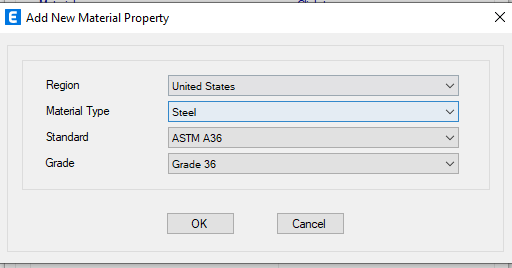 E Add New Material Property
Region United States
Material Type Steel
Standard ASTM A36
Grade Grade 36
OK Cancel